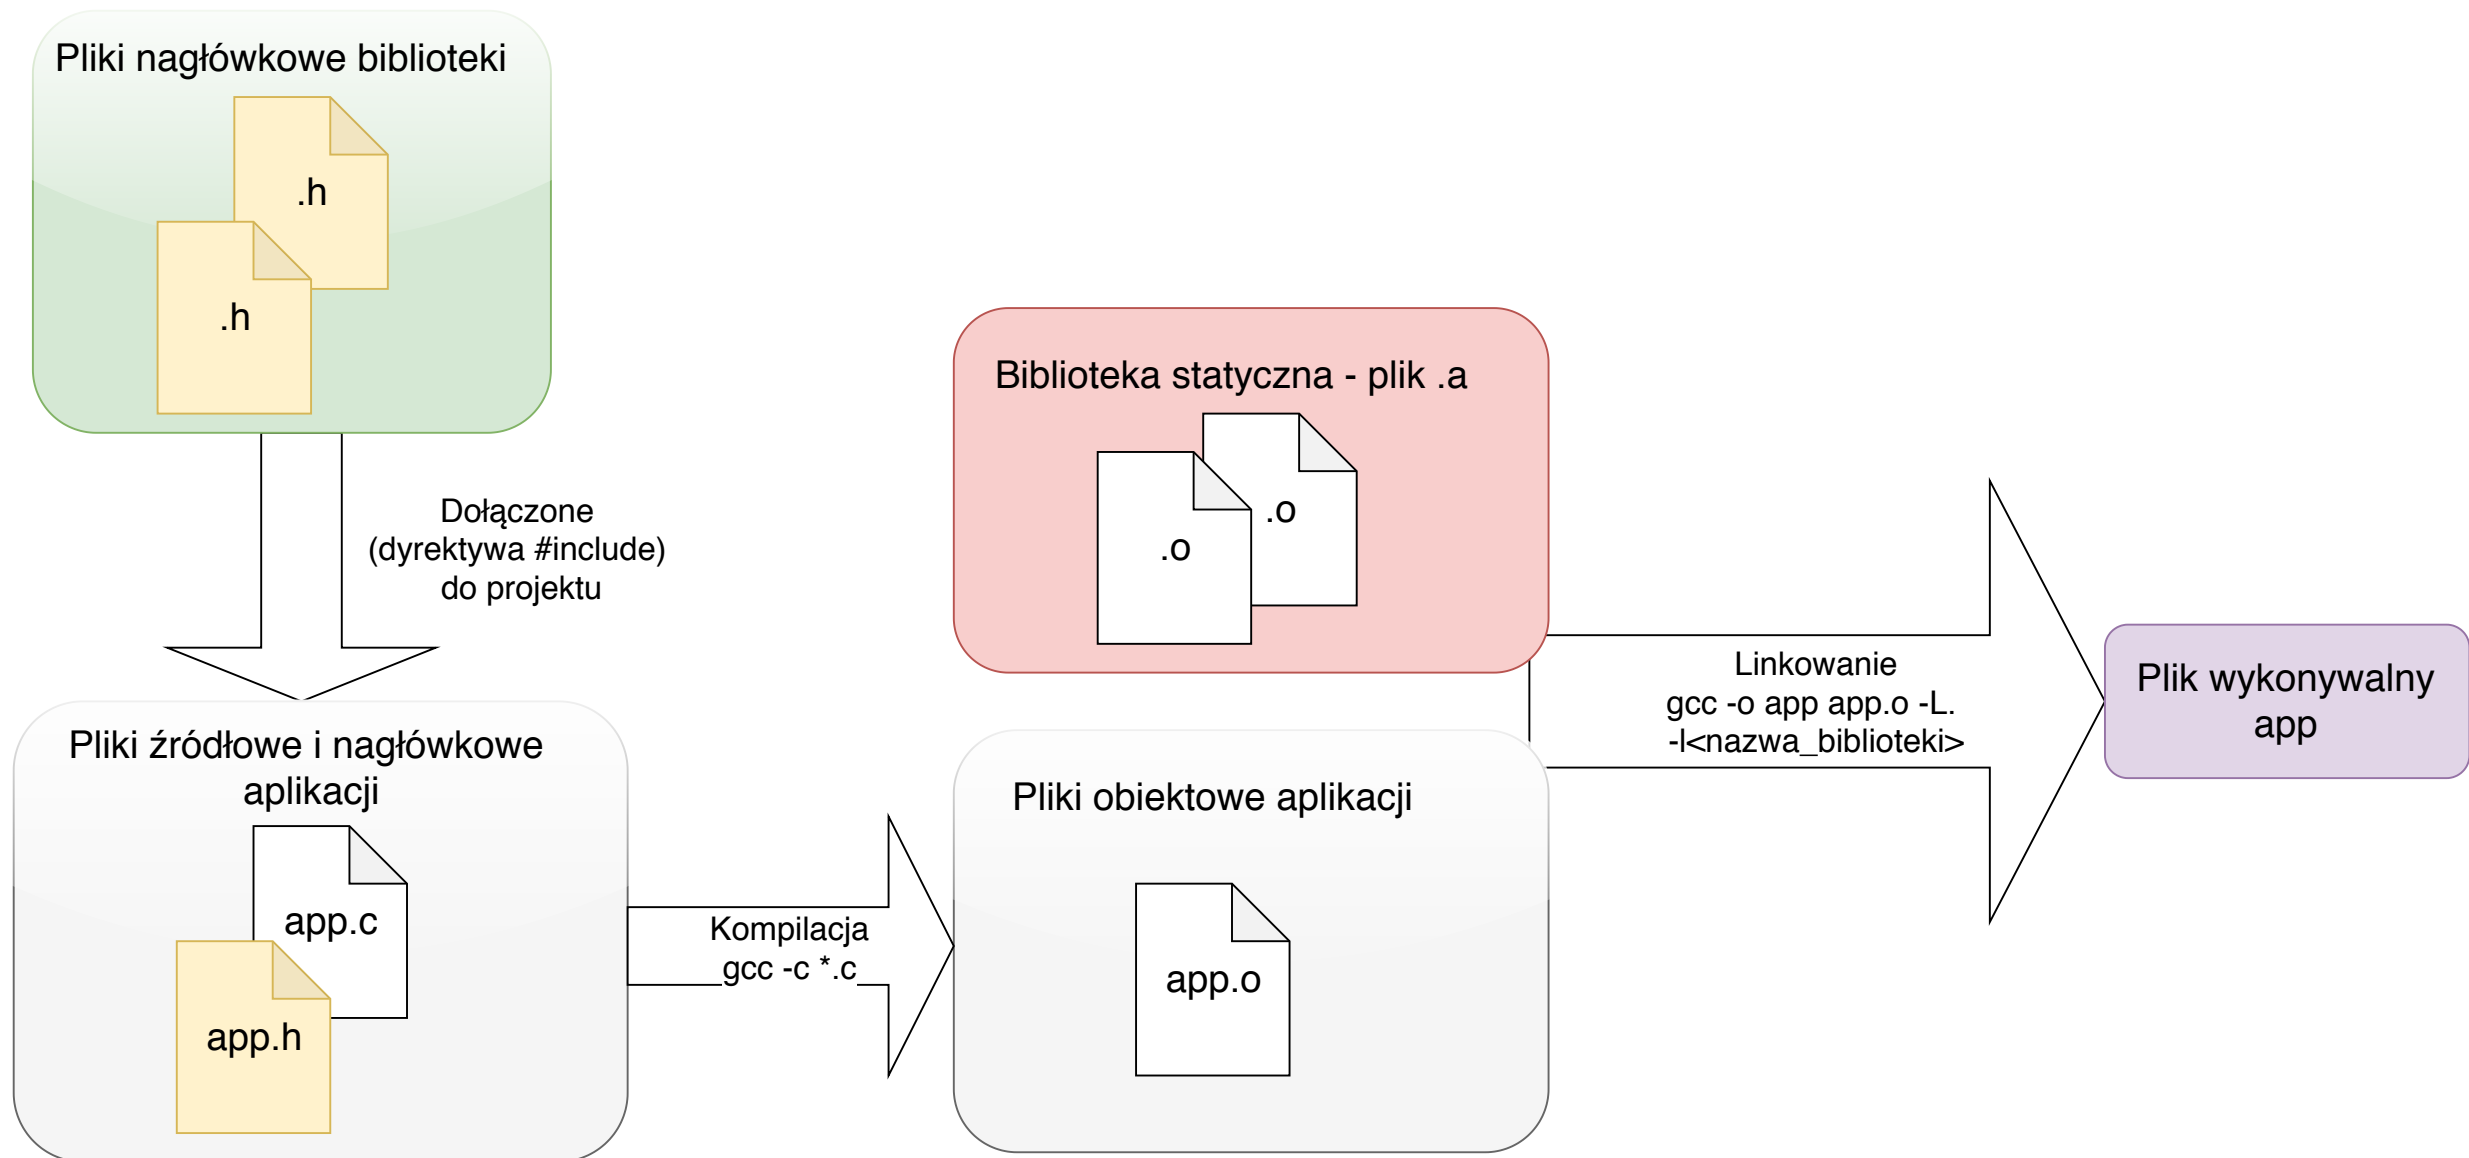 Pliki nagłówkowe biblioteki
.h
.h
Dołączone
(dyrektywa #include)
do projektu
Pliki źródłowe i nagłówkowe
aplikacji
app.c
app.h
Kompilacja
gcc -c *.c
Biblioteka statyczna - plik .a
.o
.o
Pliki obiektowe aplikacji
app.o
Linkowanie
gcc -o app app.o -L.
-l<nazwa_biblioteki>
Plik wykonywalny
app